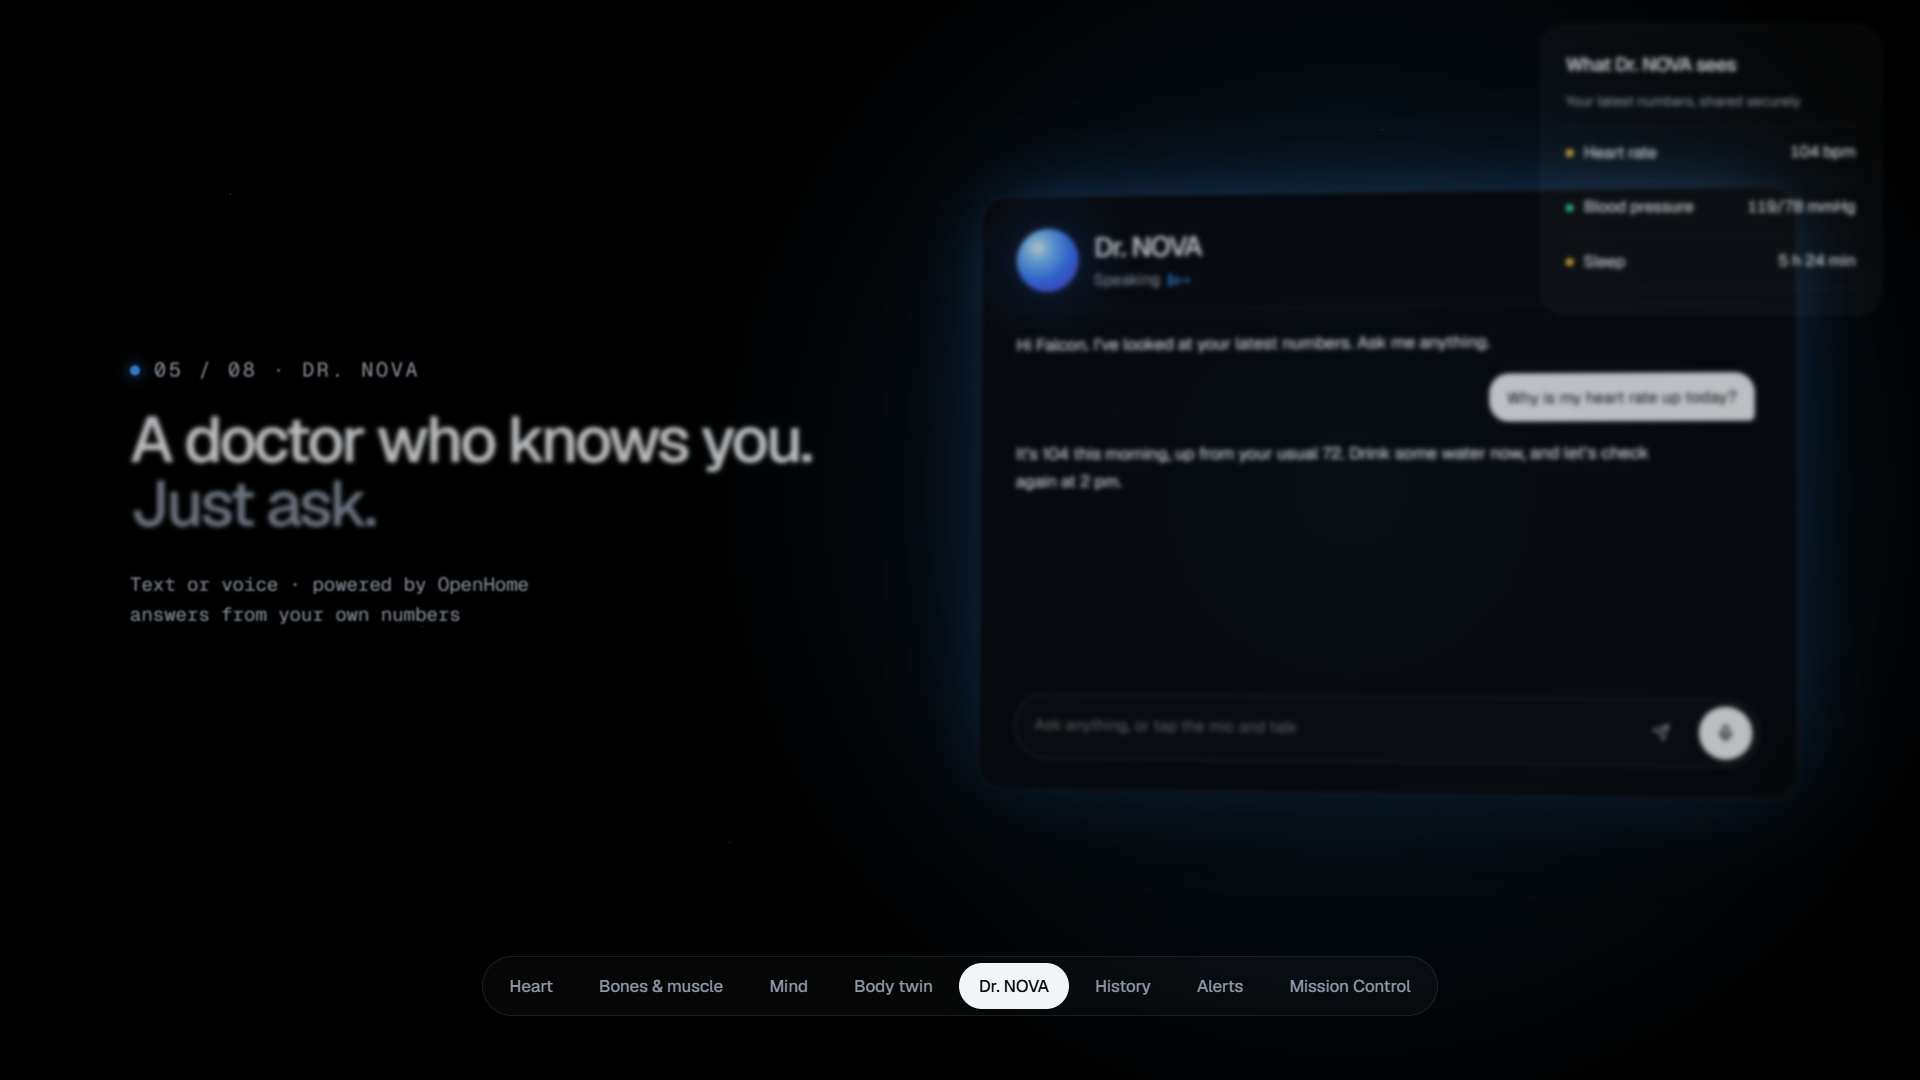 05 / 08 · DR. NOVA
A doctor who knows you.
Just ask.
Text or voice · powered by OpenHome
answers from your own numbers
Dr. NOVA
Speaking
Hi Falcon. I've looked at your latest numbers. Ask me anything.
Why is my heart rate up today?
It's 104 this morning, up from your usual 72. Drink some water now, and let's check
again at 2 pm.
Ask anything, or tap the mic and talk
What Dr. NOVA sees
Your latest numbers, shared securely
Heart rate 104 bpm
Blood pressure 119/78 mmHg
Sleep 5 h 24 min
Heart Bones & muscle Mind Body twin Dr. NOVA History Alerts Mission Control